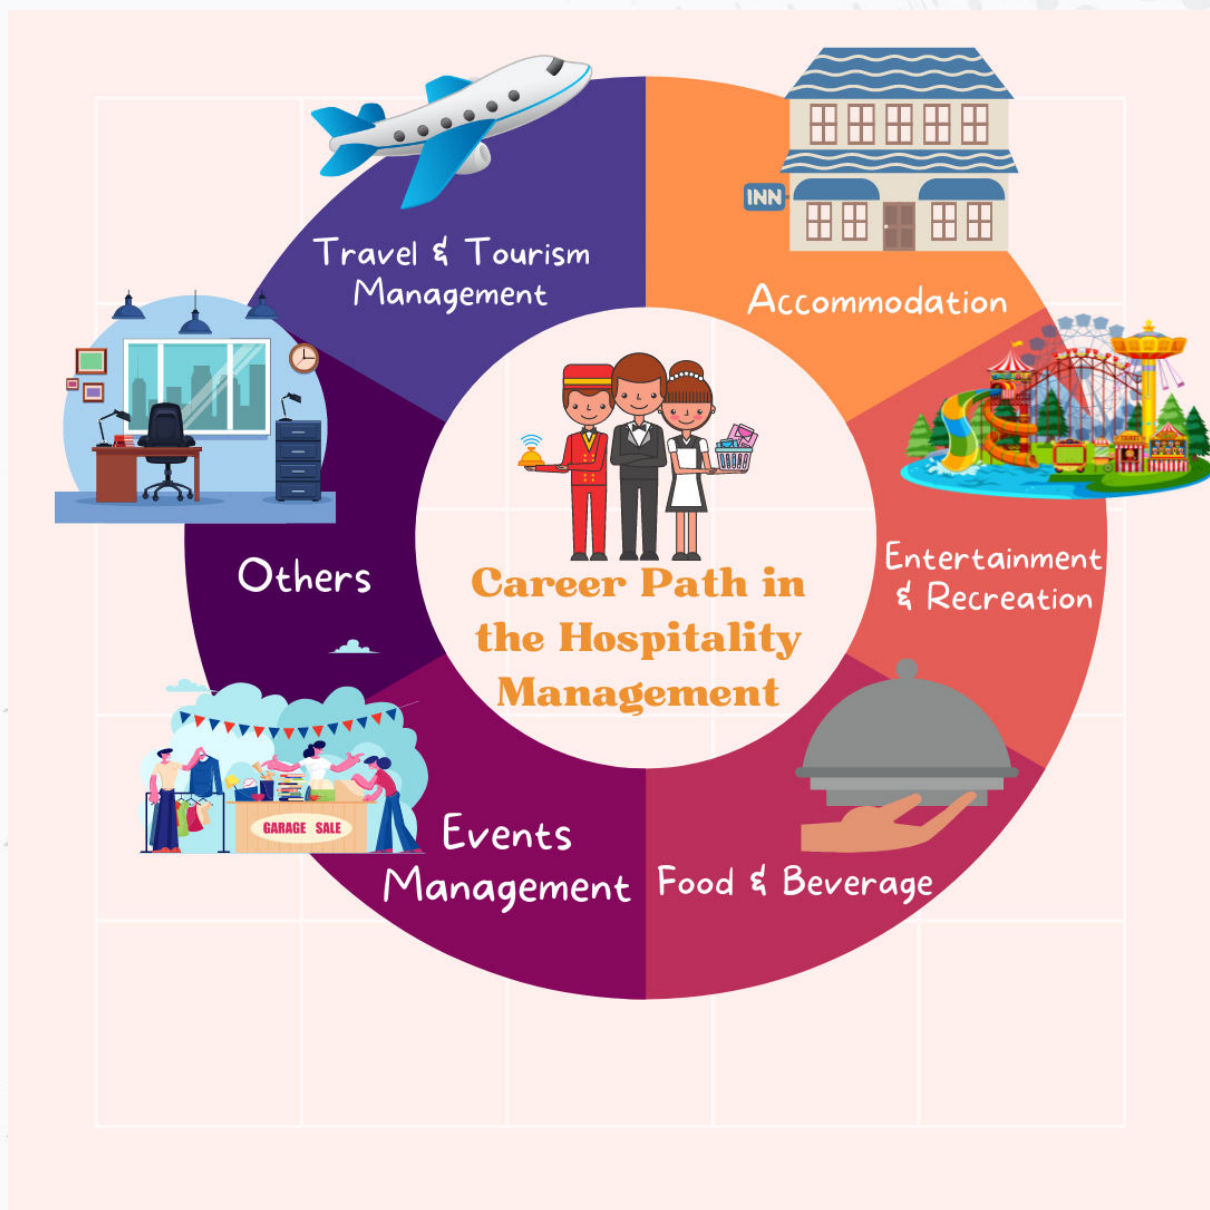 Travel & Tourism
Management
INN
Accommodation
Entertainment
& Recreation
Others
Career Path in
the Hospitality
Management
GARAGE SALE
Events
Management
Food & Beverage